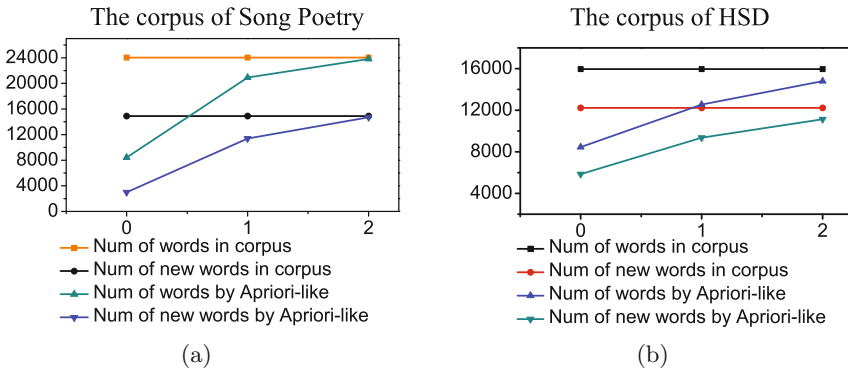 The corpus of Song Poetry
24000
20000
16000
12000
8000
4000
0
0 1 2
Num of words in corpus
Num of new words in corpus
Num of words by Apriori-like
Num of new words by Apriori-like
(a)
The corpus of HSD
16000
12000
8000
4000
0 1 2
Num of words in corpus
Num of new words in corpus
Num of words by Apriori-like
Num of new words by Apriori-like
(b)